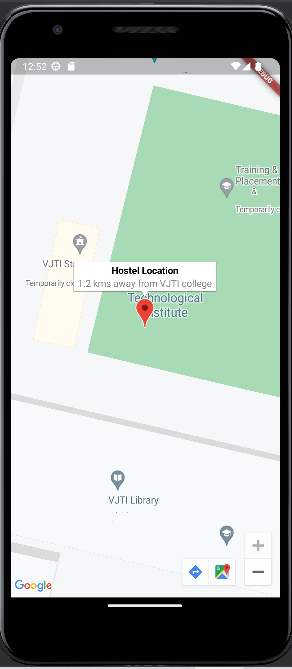 12:52
DEBUG
Training &
Placement
&
Temporarily c
VJTI St
Temporarily clo
Hostel Location
1.2 kms away from VJTI college
Technological
Institute
VJTI Library
Google